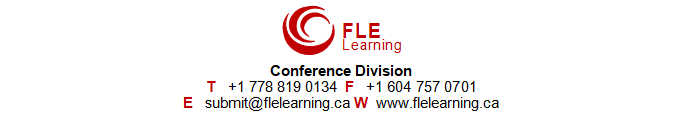 FLE
Learning
Conference Division
T +1 778 819 0134 F +1 604 757 0701
E submit@flelearning.ca W www.flelearning.ca